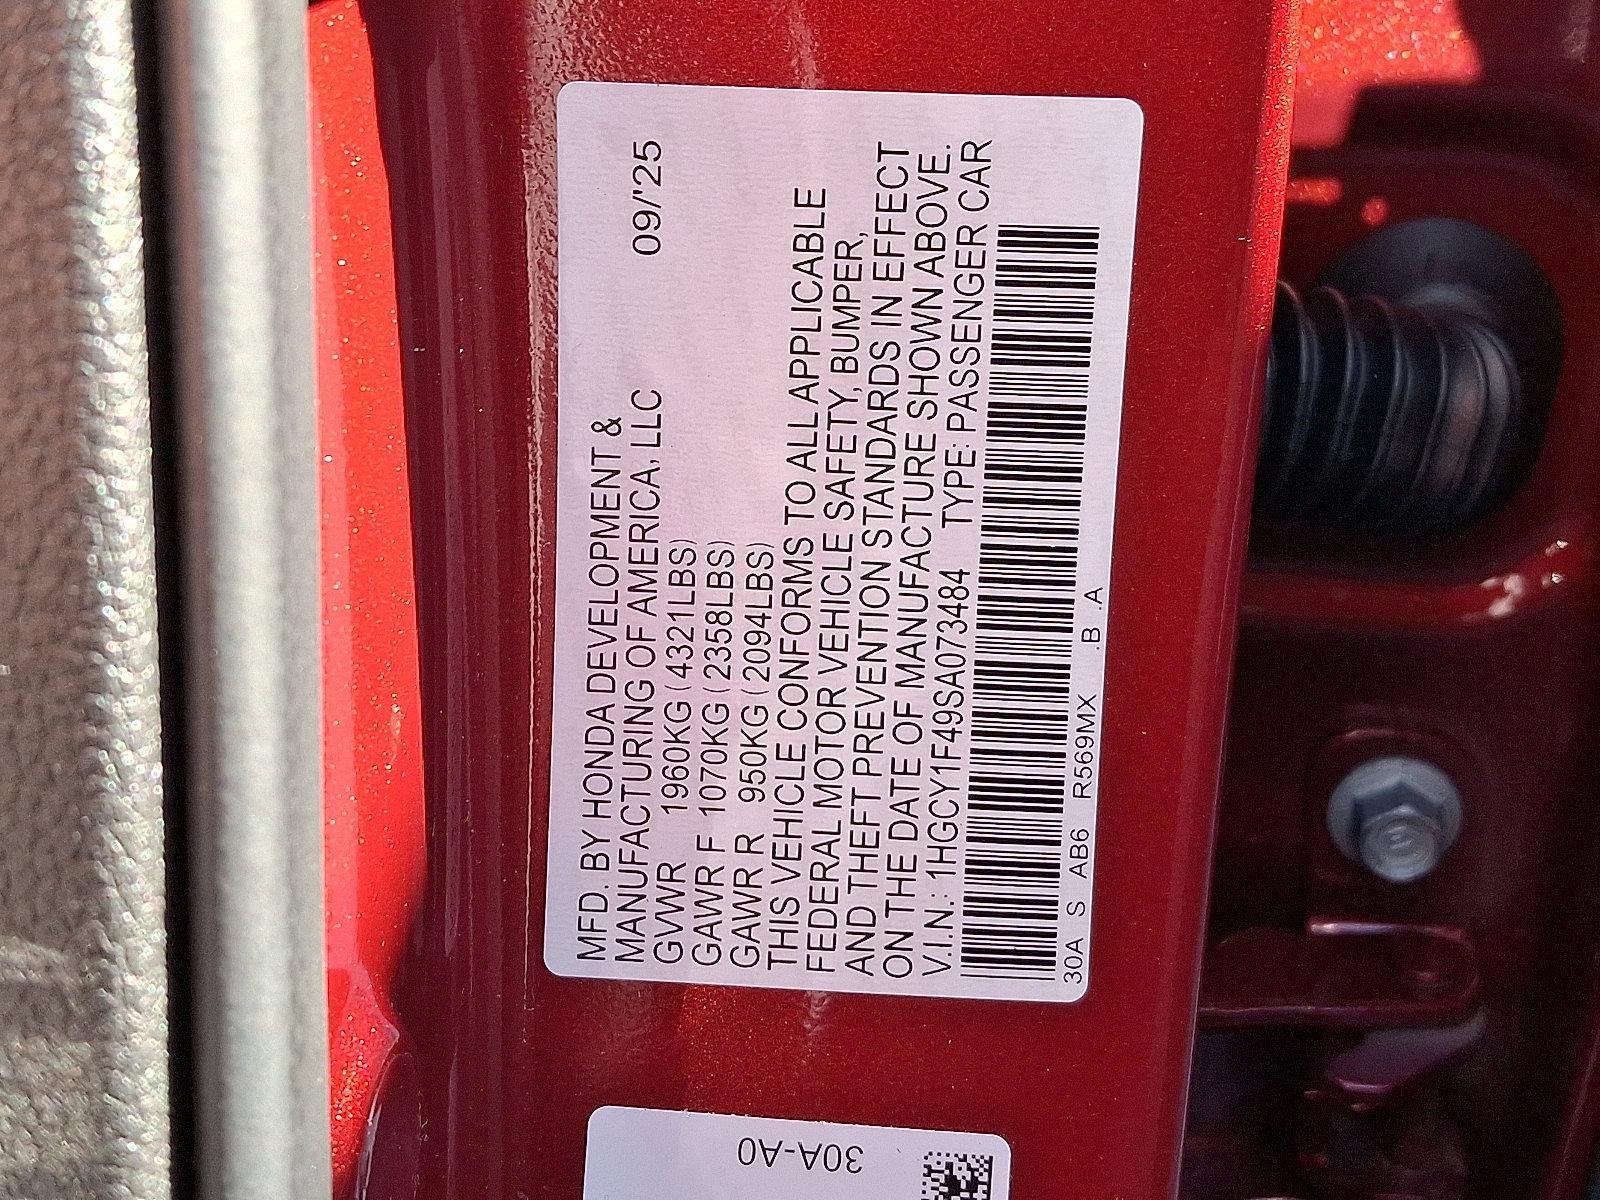 MFD. BY HONDA DEVELOPMENT &
MANUFACTURING OF AMERICA, LLC 09/'25
GVWR 1960KG (4321LBS)
GAWR F 1070KG (2358LBS)
GAWR R 950KG (2094LBS)
THIS VEHICLE CONFORMS TO ALL APPLICABLE
FEDERAL MOTOR VEHICLE SAFETY, BUMPER,
AND THEFT PREVENTION STANDARDS IN EFFECT
ON THE DATE OF MANUFACTURE SHOWN ABOVE.
V.I.N.: 1HGCY1F49SA073484 TYPE: PASSENGER CAR
30A S AB6 R569MX .B .A
30A-A0